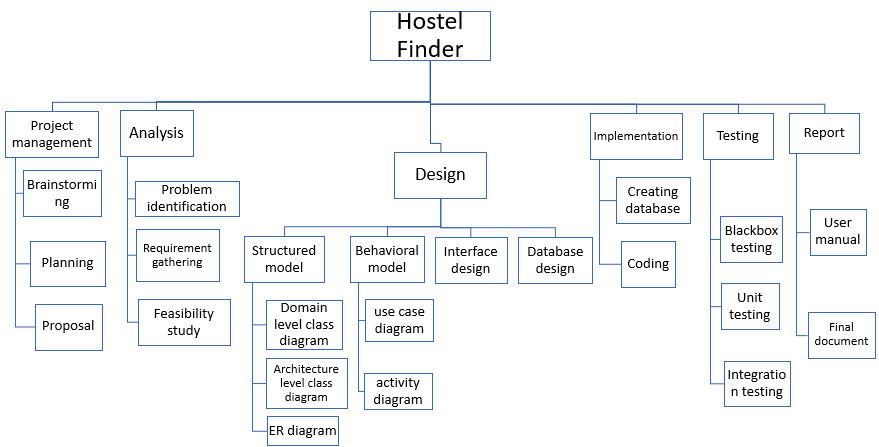 Hostel
Finder
Project
management
Analysis
Design
Implementation
Testing
Report
Brainstormi
ng
Planning
Proposal
Problem
identification
Requirement
gathering
Feasibility
study
Structured
model
Behavioral
model
Interface
design
Database
design
Domain
level class
diagram
Architecture
level class
diagram
ER diagram
use case
diagram
activity
diagram
Creating
database
Coding
Blackbox
testing
Unit
testing
Integratio
n testing
User
manual
Final
document